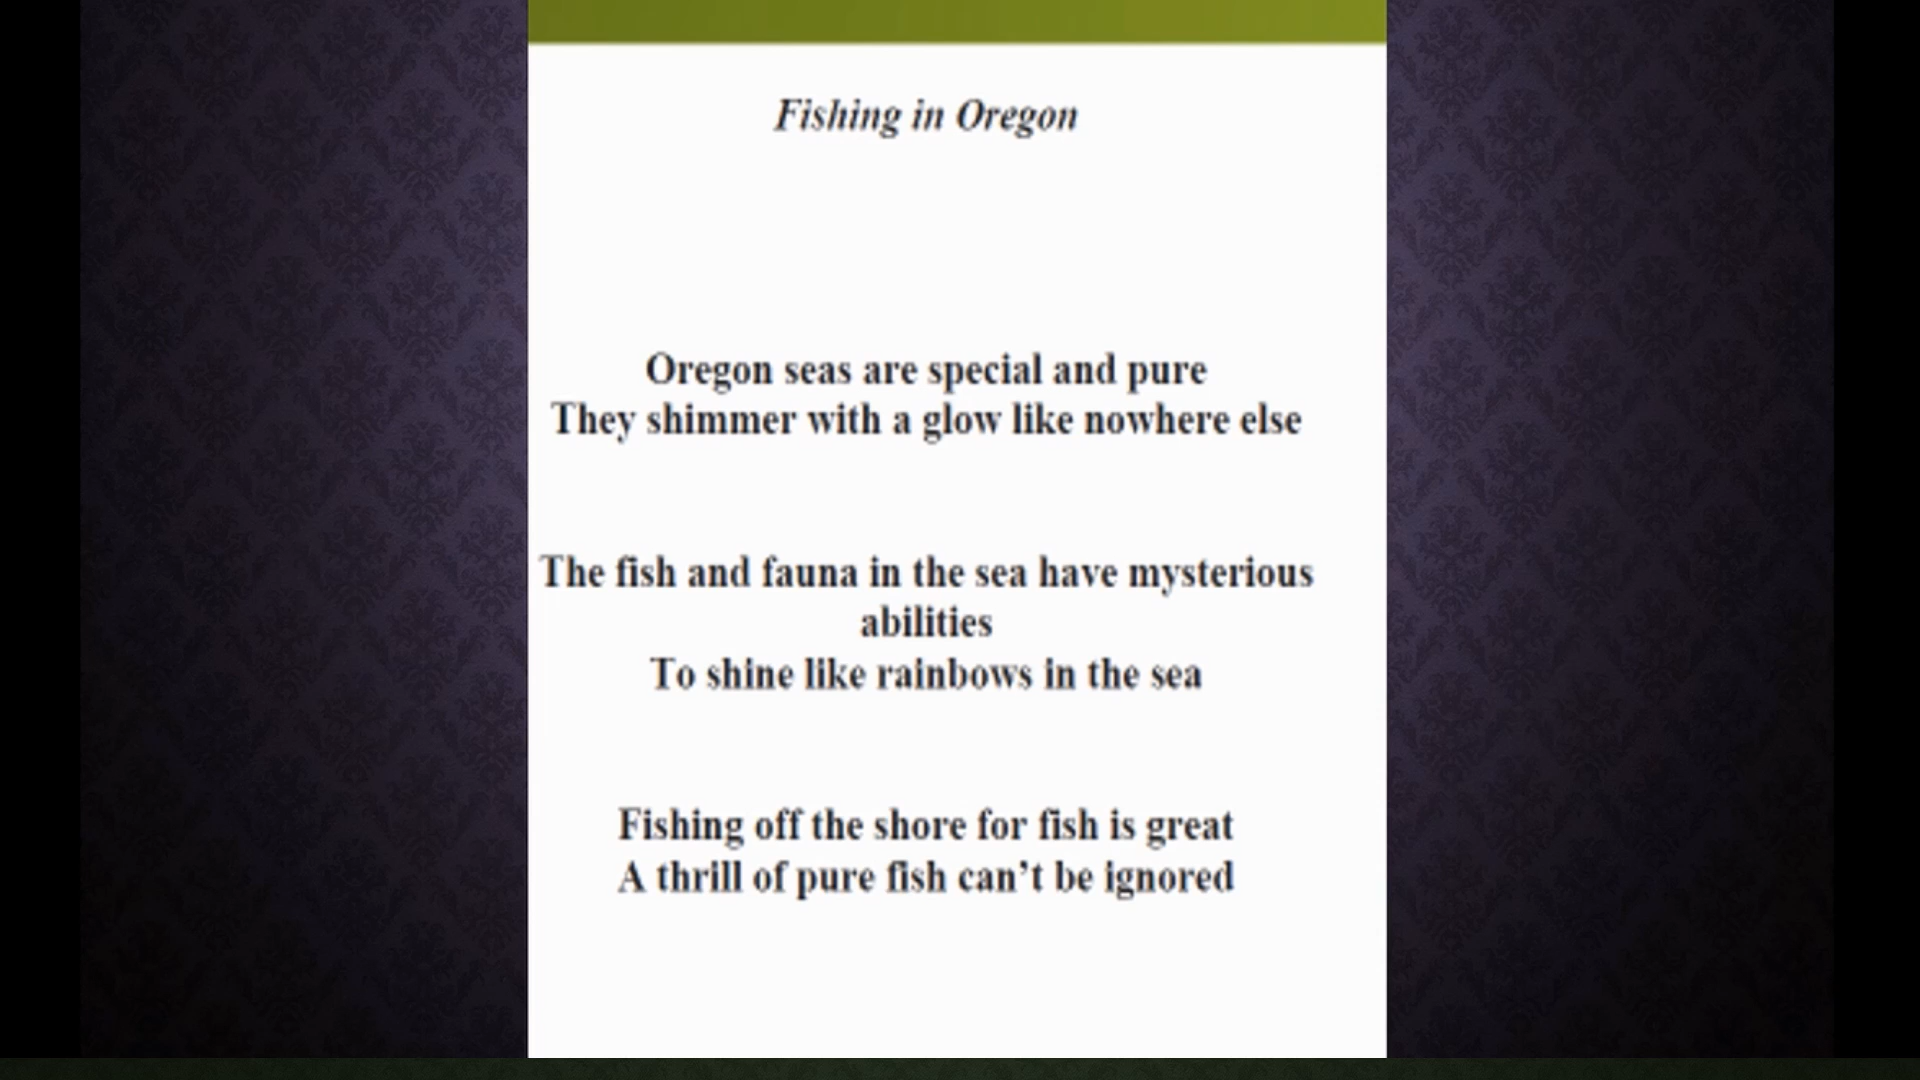 Fishing in Oregon
Oregon seas are special and pure
They shimmer with a glow like nowhere else
The fish and fauna in the sea have mysterious
abilities
To shine like rainbows in the sea
Fishing off the shore for fish is great
A thrill of pure fish can’t be ignored